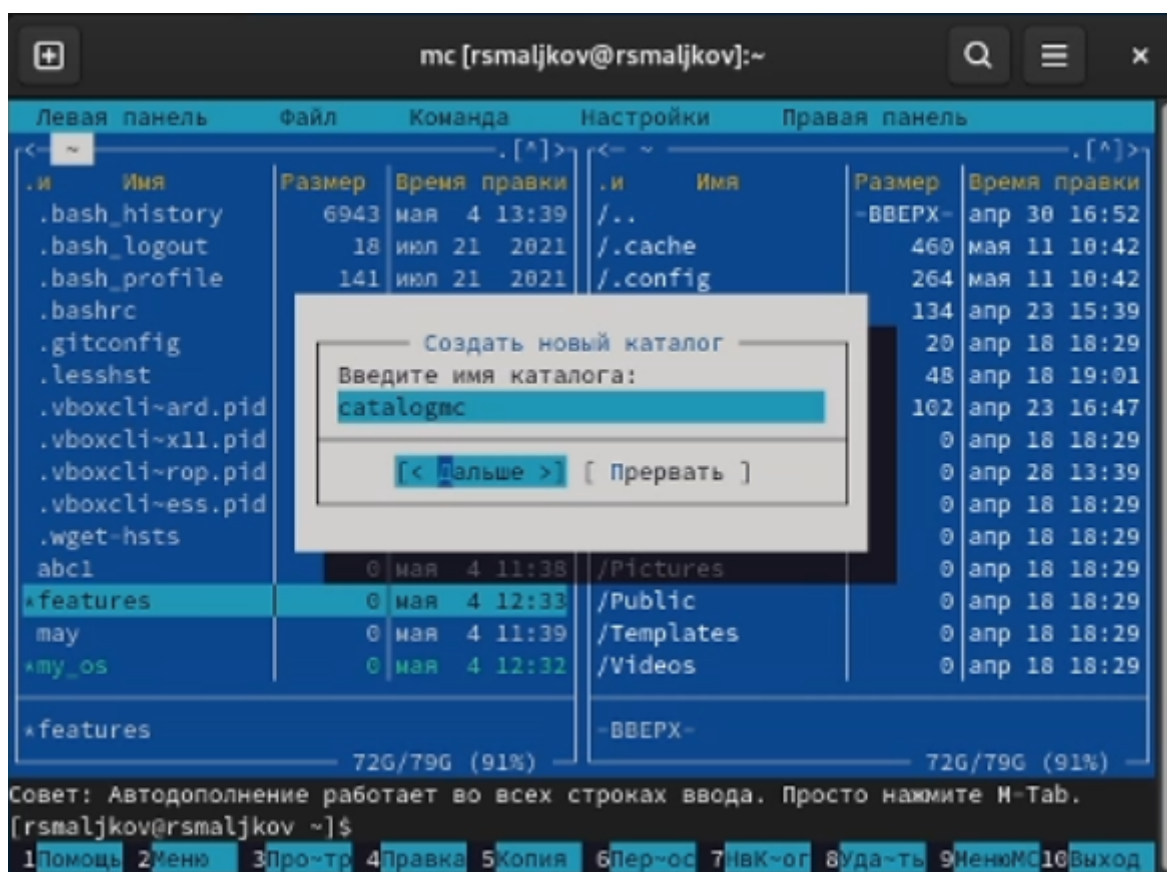 mc [rsmaljkov@rsmaljkov]:~
Левая панель Файл Команда Настройки Правая панель
<- ~ .[^]> <- ~ .[^]>
.и Имя Размер Время правки .и Имя Размер Время правки
.bash_history 6943 мая 4 13:39 /.. -ВВЕРХ- апр 30 16:52
.bash_logout 18 июл 21 2021 /.cache 460 мая 11 10:42
.bash_profile 141 июл 21 2021 /.config 264 мая 11 10:42
.bashrc 134 апр 23 15:39
.gitconfig Создать новый каталог 20 апр 18 18:29
.lesshst Введите имя каталога: 48 апр 18 19:01
.vboxcli~ard.pid catalogmc 102 апр 23 16:47
.vboxcli~x11.pid 0 апр 18 18:29
.vboxcli~rop.pid [< Дальше >] [ Прервать ] 0 апр 28 13:39
.vboxcli~ess.pid 0 апр 18 18:29
.wget-hsts 0 апр 18 18:29
abc1 0 мая 4 11:38 /Pictures 0 апр 18 18:29
*features 0 мая 4 12:33 /Public 0 апр 18 18:29
may 0 мая 4 11:39 /Templates 0 апр 18 18:29
*my_os 0 мая 4 12:32 /Videos 0 апр 18 18:29
*features -ВВЕРХ-
72G/79G (91%) 72G/79G (91%)
Совет: Автодополнение работает во всех строках ввода. Просто нажмите M-Tab.
[rsmaljkov@rsmaljkov ~]$
1Помощь 2Меню 3Про~тр 4Правка 5Копия 6Пер~ос 7НвК~ог 8Уда~ть 9МенюМС 10Выход